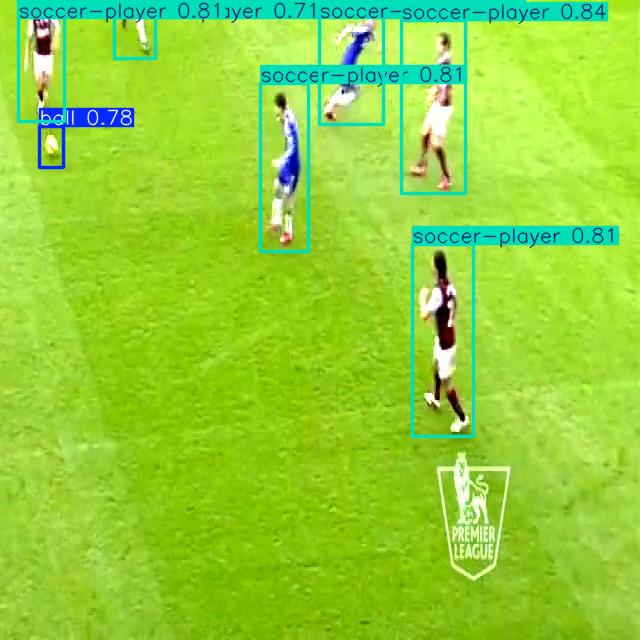 soccer-player 0.81
yer 0.71
soccer-
soccer-player 0.84
soccer-player 0.81
ball 0.78
soccer-player 0.81
PREMIER
LEAGUE